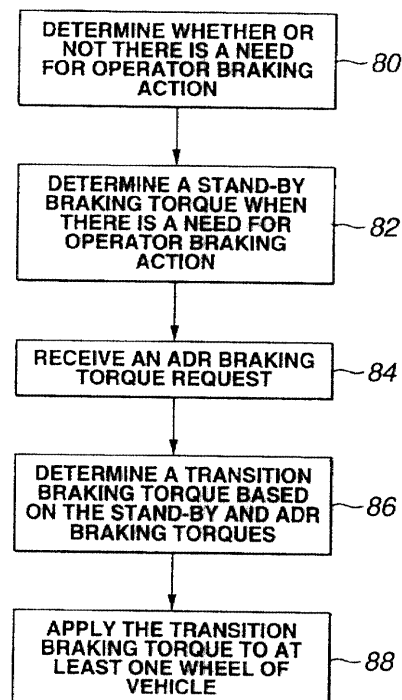 DETERMINE WHETHER OR
NOT THERE IS A NEED
FOR OPERATOR BRAKING
ACTION
80
DETERMINE A STAND-BY
BRAKING TORQUE WHEN
THERE IS A NEED FOR
OPERATOR BRAKING
ACTION
82
RECEIVE AN ADR BRAKING
TORQUE REQUEST
84
DETERMINE A TRANSITION
BRAKING TORQUE BASED
ON THE STAND-BY AND ADR
BRAKING TORQUES
86
APPLY THE TRANSITION
BRAKING TORQUE TO AT
LEAST ONE WHEEL OF
VEHICLE
88